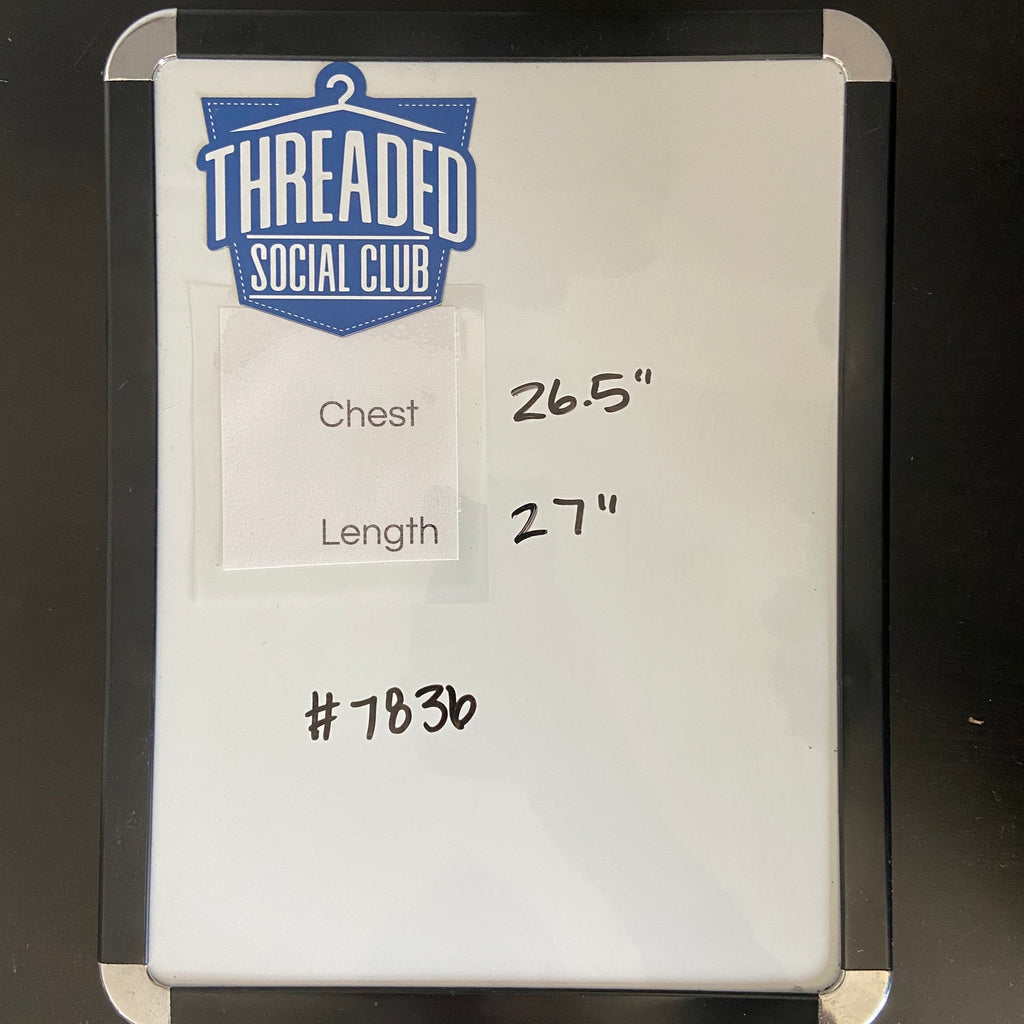 THREADED
SOCIAL CLUB
Chest 26.5"
Length 27"
#7836